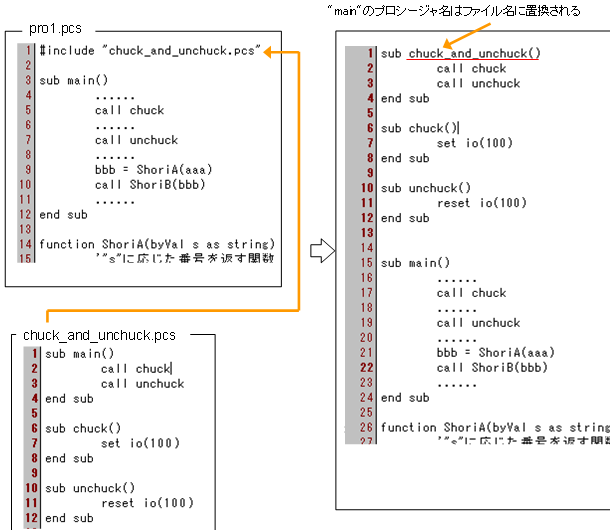 "main"のプロシージャ名はファイル名に置換される
pro1.pcs
1 #include "chuck_and_unchuck.pcs"
2
3 sub main()
4 ......
5 call chuck
6 ......
7 call unchuck
8 ......
9 bbb = ShoriA(aaa)
10 call ShoriB(bbb)
11 ......
12 end sub
13
14 function ShoriA(byVal s as string)
15 '"s"に応じた番号を返す関数
chuck_and_unchuck.pcs
1 sub main()
2 call chuck
3 call unchuck
4 end sub
5
6 sub chuck()
7 set io(100)
8 end sub
9
10 sub unchuck()
11 reset io(100)
12 end sub
1 sub chuck_and_unchuck()
2 call chuck
3 call unchuck
4 end sub
5
6 sub chuck()
7 set io(100)
8 end sub
9
10 sub unchuck()
11 reset io(100)
12 end sub
13
14
15 sub main()
16 ......
17 call chuck
18 ......
19 call unchuck
20 ......
21 bbb = ShoriA(aaa)
22 call ShoriB(bbb)
23 ......
24 end sub
25
26 function ShoriA(byVal s as string
27 '"s"に応じた番号を返す関数